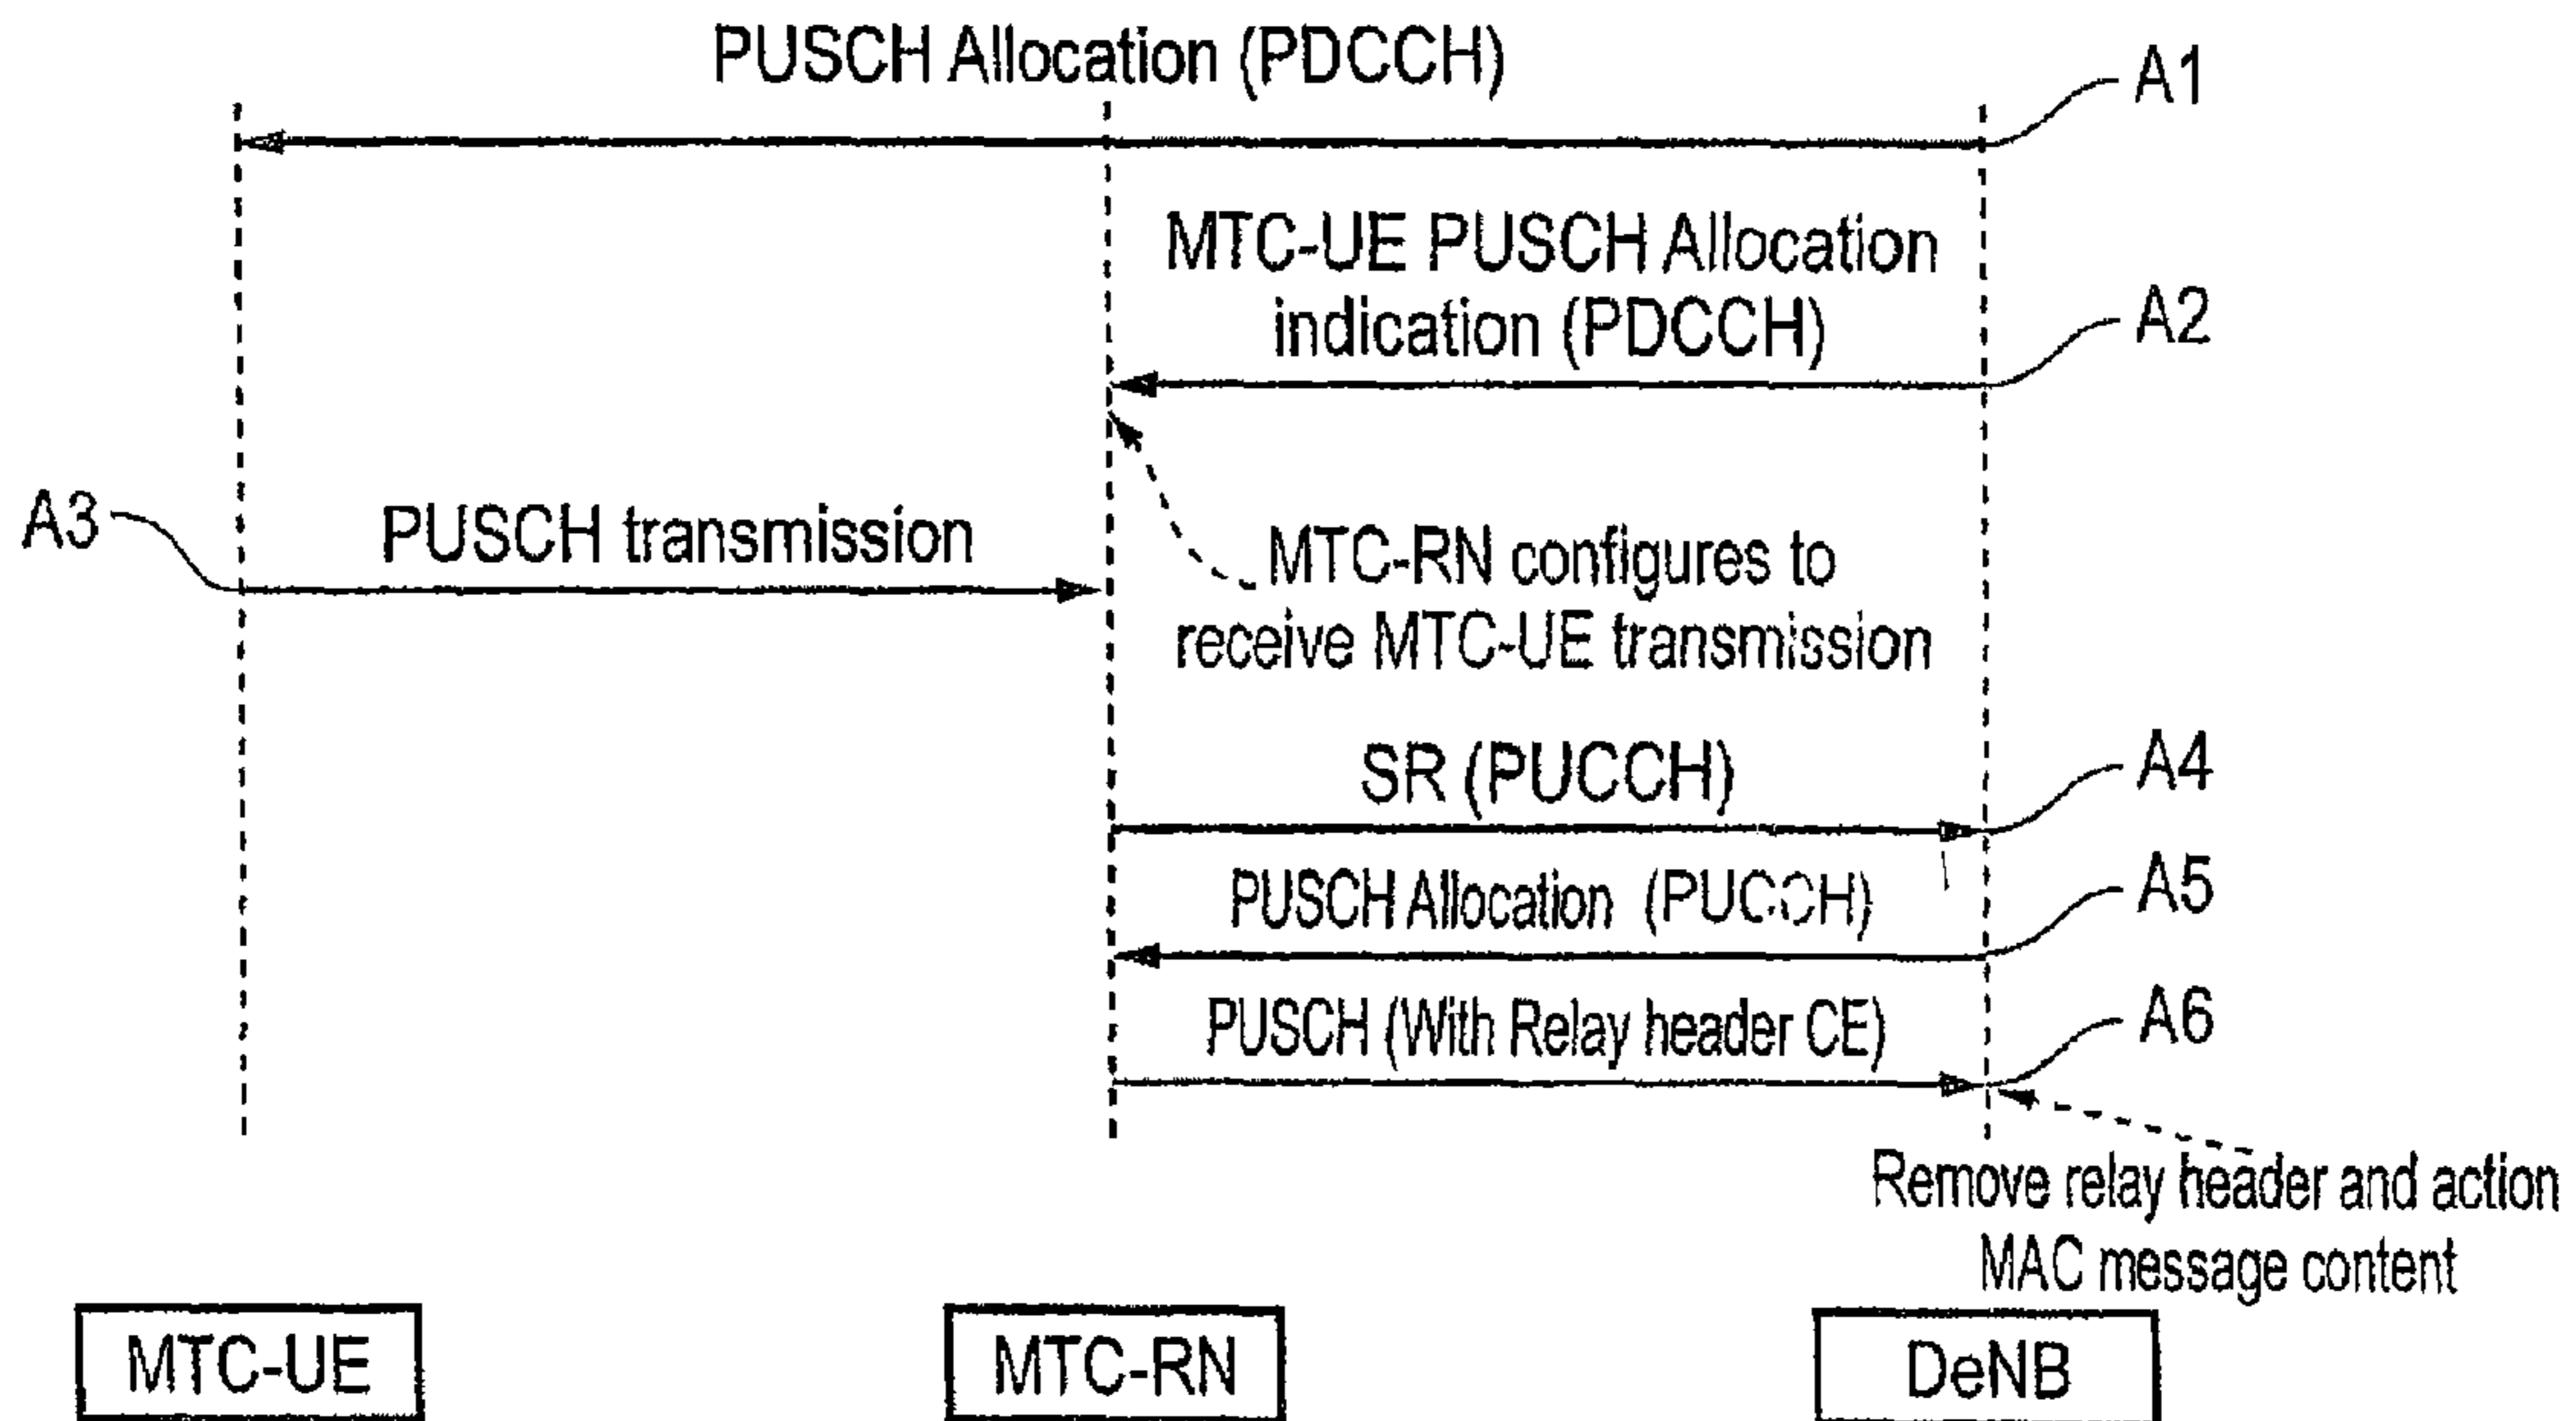 PUSCH Allocation (PDCCH)
A1
MTC-UE PUSCH Allocation
indication (PDCCH)
A2
A3
PUSCH transmission
MTC-RN configures to
receive MTC-UE transmission
SR (PUCCH)
A4
PUSCH Allocation (PUCCH)
A5
PUSCH (With Relay header CE)
A6
Remove relay header and action
MAC message content
MTC-UE
MTC-RN
DeNB